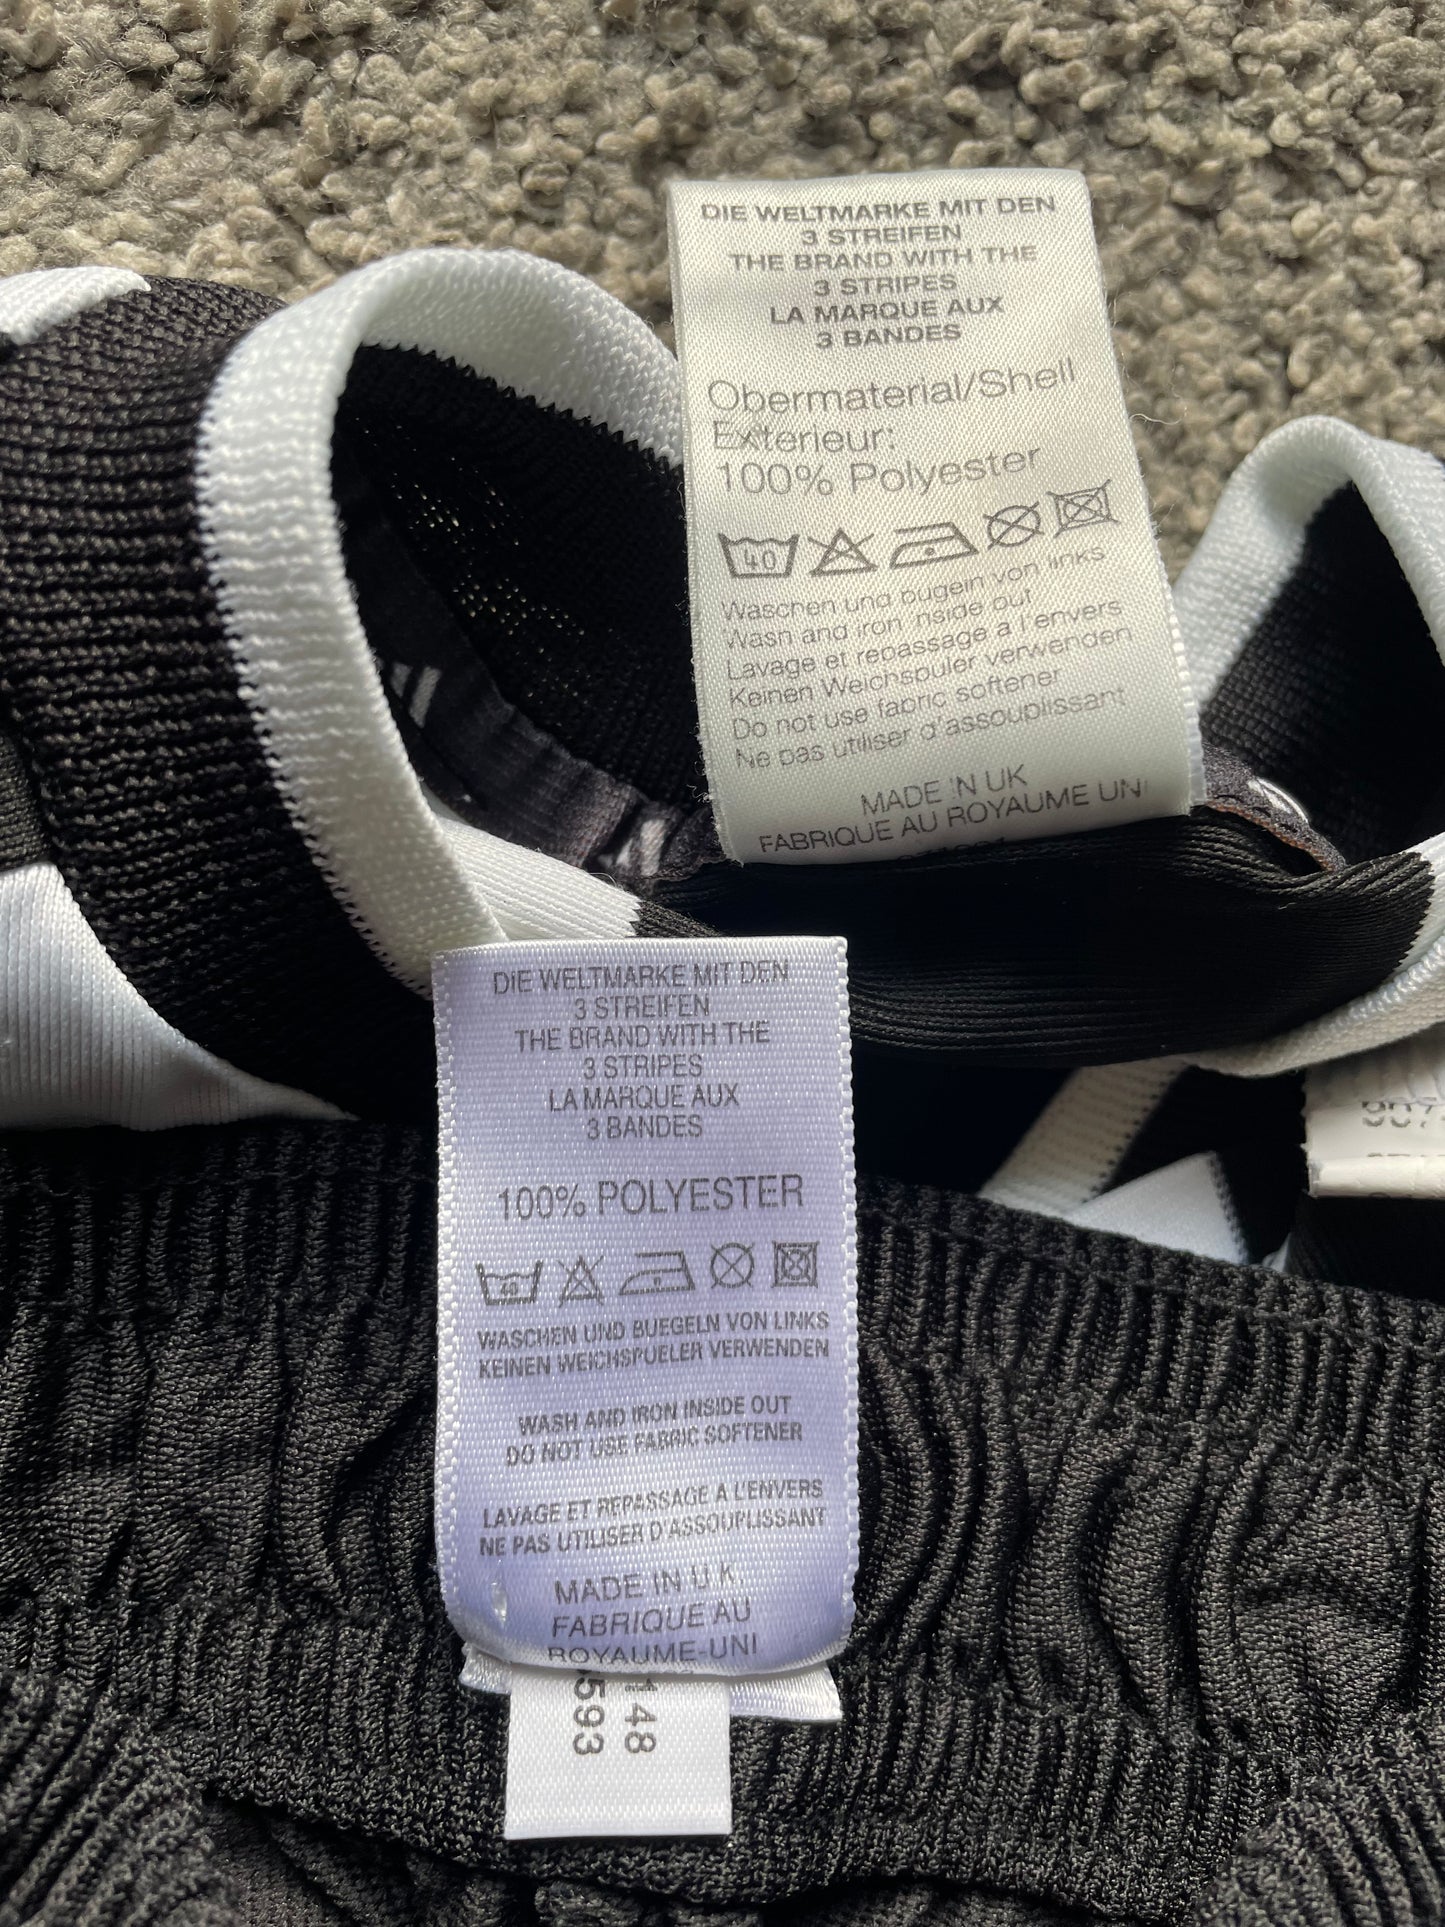 DIE WELTMARKE MIT DEN
3 STREIFEN
THE BRAND WITH THE
3 STRIPES
LA MARQUE AUX
3 BANDES
Obermaterial/Shell
Exterieur:
100% Polyester
40
Waschen und bugeln von links
Wash and iron inside out
Lavage et repassage a l'envers
Keinen Weichspuler verwenden
Do not use fabric softener
Ne pas utiliser d'assouplissant
MADE IN UK
FABRIQUE AU ROYAUME UNI
DIE WELTMARKE MIT DEN
3 STREIFEN
THE BRAND WITH THE
3 STRIPES
LA MARQUE AUX
3 BANDES
100% POLYESTER
40
WASCHEN UND BUEGELN VON LINKS
KEINEN WEICHSPUELER VERWENDEN
WASH AND IRON INSIDE OUT
DO NOT USE FABRIC SOFTENER
LAVAGE ET REPASSAGE A L'ENVERS
NE PAS UTILISER D'ASSOUPLISSANT
MADE IN U.K.
FABRIQUE AU
ROYAUME-UNI
148
593
907